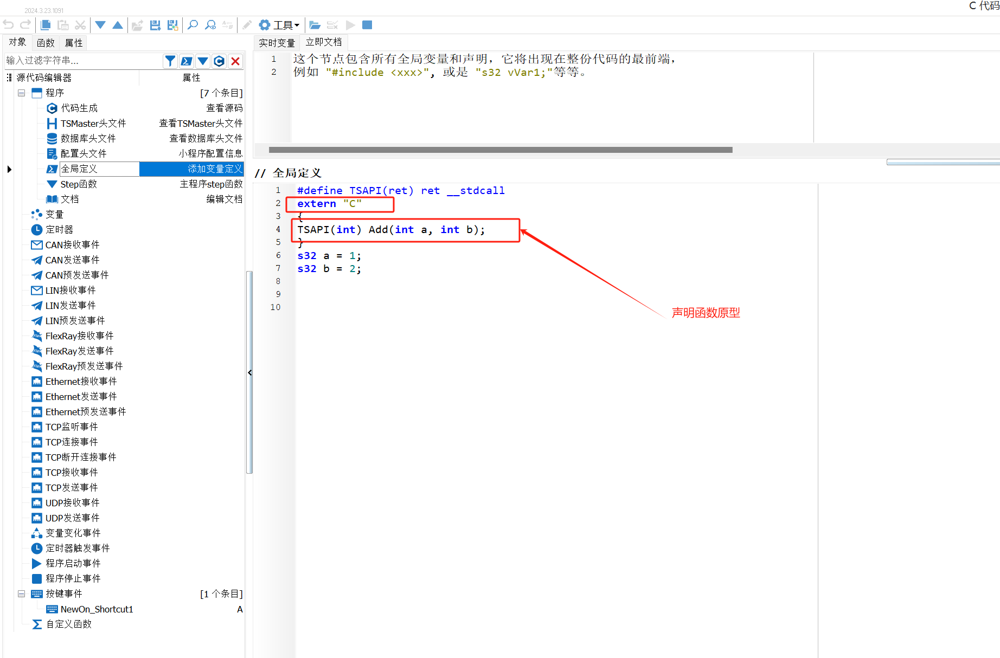 2024.3.23.1091
C 代码
工具
对象 函数 属性
实时变量 立即文档
输入过滤字符串...
源代码编辑器 属性
程序 [7 个条目]
代码生成 查看源码
TSMaster头文件 查看TSMaster头文件
数据库头文件 查看数据库头文件
配置头文件 小程序配置信息
全局定义 添加变量定义
Step函数 主程序step函数
文档 编辑文档
变量
定时器
CAN接收事件
CAN发送事件
CAN预发送事件
LIN接收事件
LIN发送事件
LIN预发送事件
FlexRay接收事件
FlexRay发送事件
FlexRay预发送事件
Ethernet接收事件
Ethernet发送事件
Ethernet预发送事件
TCP监听事件
TCP连接事件
TCP断开连接事件
TCP接收事件
TCP发送事件
UDP接收事件
UDP发送事件
变量变化事件
定时器触发事件
程序启动事件
程序停止事件
按键事件 [1 个条目]
NewOn_Shortcut1 A
自定义函数
1 这个节点包含所有全局变量和声明，它将出现在整份代码的最前端，
2 例如 "#include <xxx>", 或是 "s32 vVar1;"等等。
// 全局定义
1 #define TSAPI(ret) ret __stdcall
2 extern "C"
3 {
4 TSAPI(int) Add(int a, int b);
5 }
6 s32 a = 1;
7 s32 b = 2;
8
9
10
声明函数原型